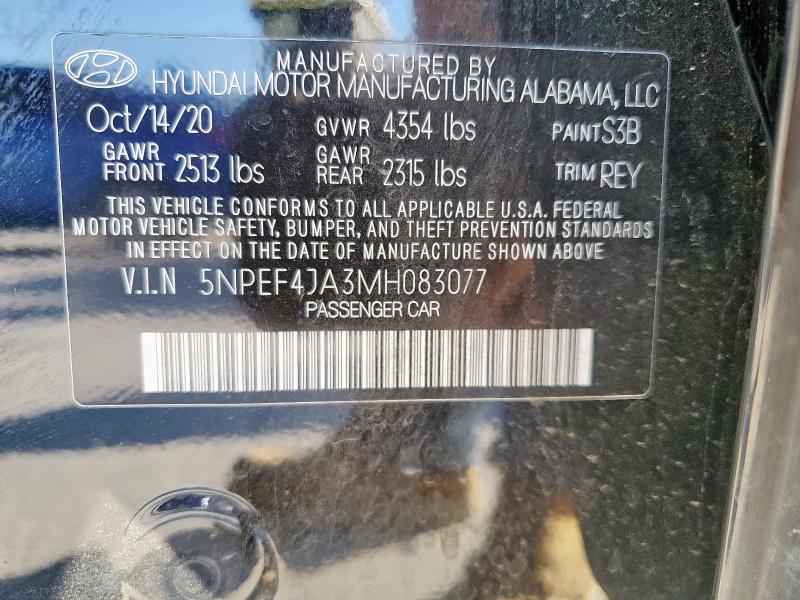 MANUFACTURED BY
HYUNDAI MOTOR MANUFACTURING ALABAMA, LLC
Oct/14/20 GVWR 4354 lbs PAINT S3B
GAWR FRONT 2513 lbs GAWR REAR 2315 lbs TRIM REY
THIS VEHICLE CONFORMS TO ALL APPLICABLE U.S.A. FEDERAL
MOTOR VEHICLE SAFETY, BUMPER, AND THEFT PREVENTION STANDARDS
IN EFFECT ON THE DATE OF MANUFACTURE SHOWN ABOVE
V.I.N 5NPEF4JA3MH083077
PASSENGER CAR